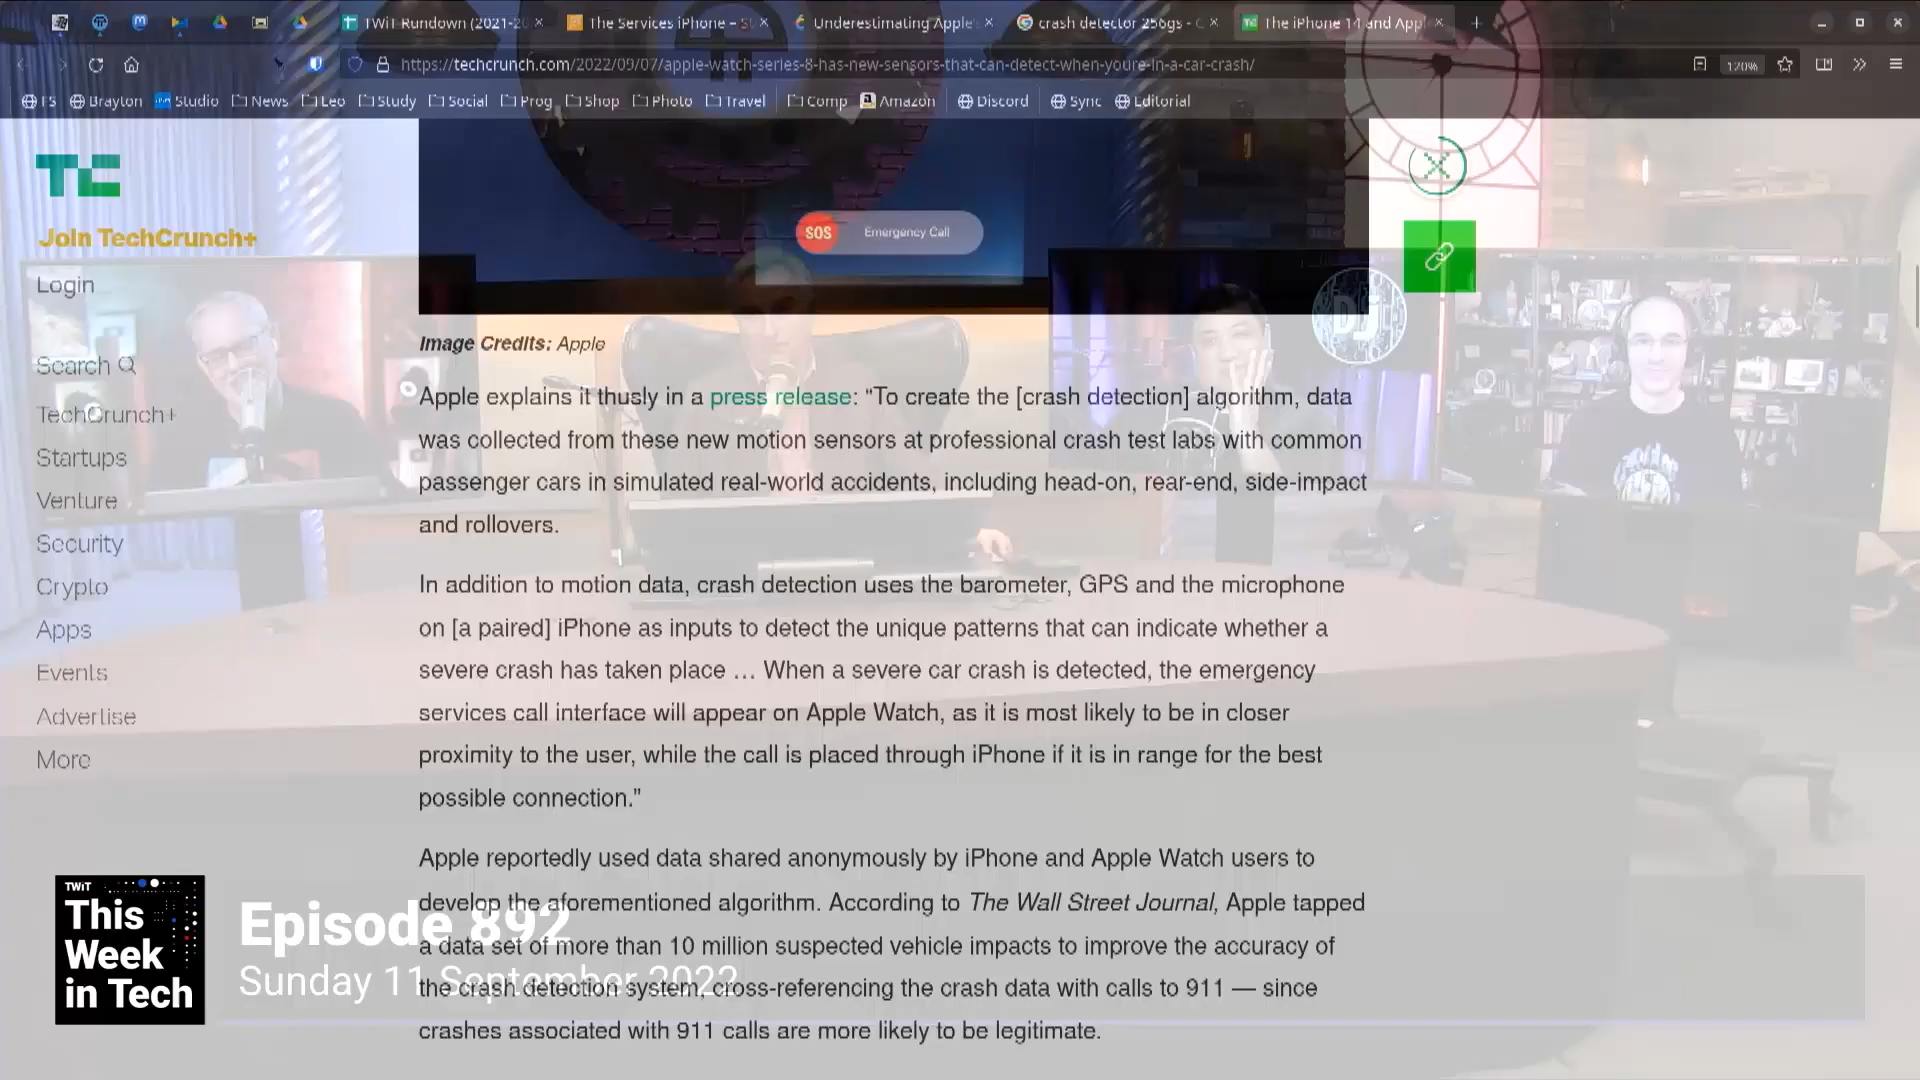 TWiT Rundown (2021-2
The Services iPhone – St
Underestimating Apple'
crash detector 256gs - G
The iPhone 14 and Appl
https://techcrunch.com/2022/09/07/apple-watch-series-8-has-new-sensors-that-can-detect-when-youre-in-a-car-crash/
120%
FS Brayton Studio News Leo Study Social Prog Shop Photo Travel Comp Amazon Discord Sync Editorial
TC
Join TechCrunch+
Login
Search
TechCrunch+
Startups
Venture
Security
Crypto
Apps
Events
Advertise
More
SOS Emergency Call
Image Credits: Apple
Apple explains it thusly in a press release: “To create the [crash detection] algorithm, data
was collected from these new motion sensors at professional crash test labs with common
passenger cars in simulated real-world accidents, including head-on, rear-end, side-impact
and rollovers.
In addition to motion data, crash detection uses the barometer, GPS and the microphone
on [a paired] iPhone as inputs to detect the unique patterns that can indicate whether a
severe crash has taken place … When a severe car crash is detected, the emergency
services call interface will appear on Apple Watch, as it is most likely to be in closer
proximity to the user, while the call is placed through iPhone if it is in range for the best
possible connection."
Apple reportedly used data shared anonymously by iPhone and Apple Watch users to
develop the aforementioned algorithm. According to The Wall Street Journal, Apple tapped
a data set of more than 10 million suspected vehicle impacts to improve the accuracy of
the crash detection system, cross-referencing the crash data with calls to 911 — since
crashes associated with 911 calls are more likely to be legitimate.
DJ
TWiT
This
Week
in Tech
Episode 892
Sunday 11 September 2022